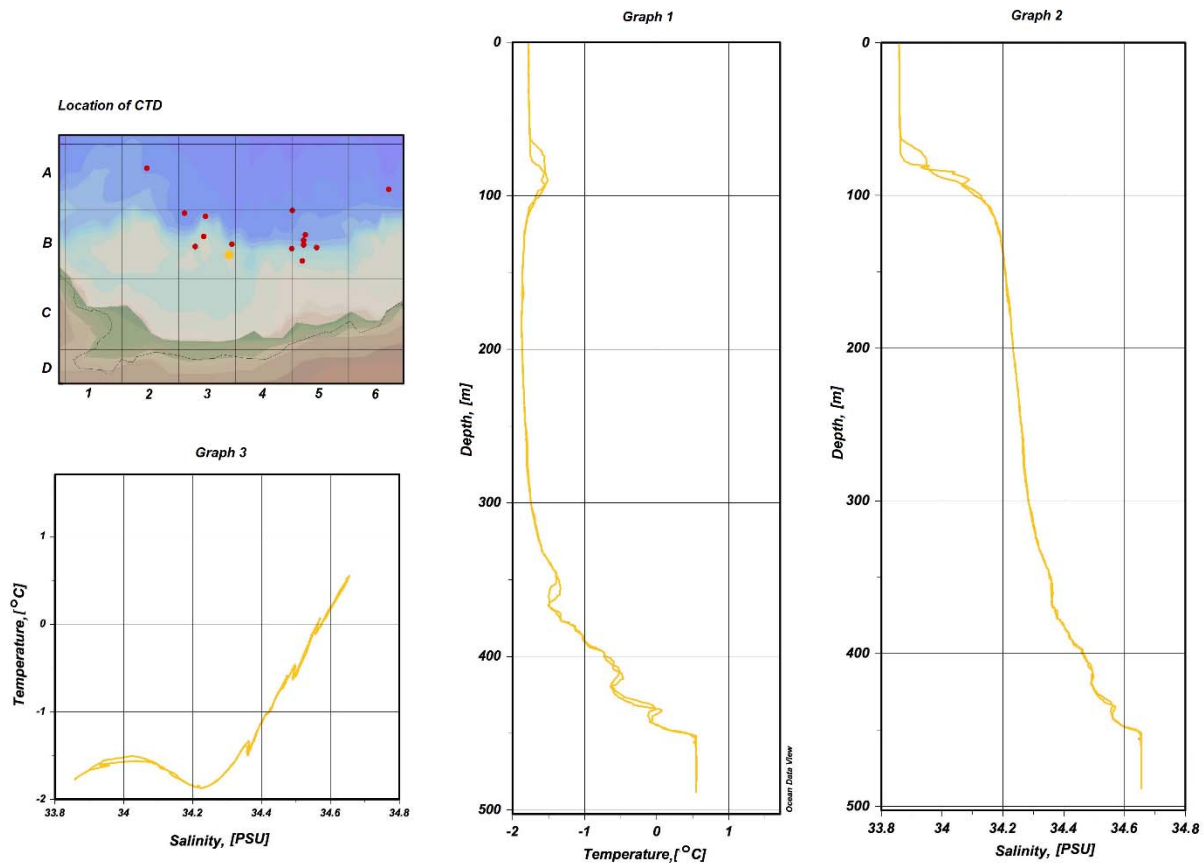 Location of CTD
A
B
C
D
1 2 3 4 5 6
Graph 1
0
100
200
300
400
500
Depth, [m]
-2 -1 0 1
Temperature,[°C]
Ocean Data View
Graph 2
0
100
200
300
400
500
Depth, [m]
33.8 34 34.2 34.4 34.6 34.8
Salinity, [PSU]
Graph 3
1
0
-1
-2
Temperature,[°C]
33.8 34 34.2 34.4 34.6 34.8
Salinity, [PSU]